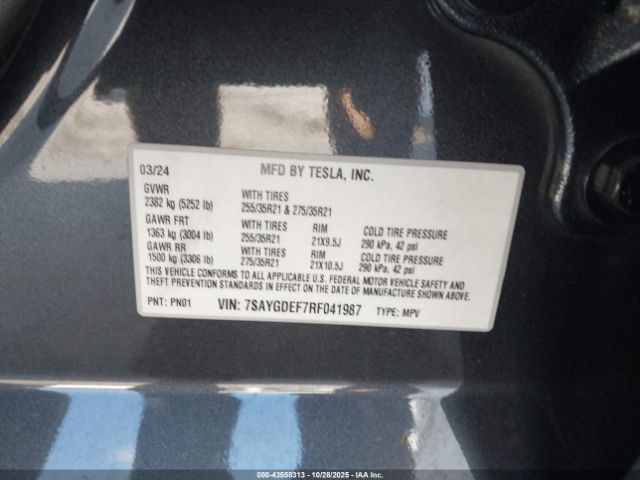 03/24 MFD BY TESLA, INC.
GVWR WITH TIRES
2382 kg (5252 lb) 255/35R21 & 275/35R21
GAWR FRT WITH TIRES RIM COLD TIRE PRESSURE
1363 kg (3004 lb) 255/35R21 21X9.5J 290 kPa, 42 psi
GAWR RR WITH TIRES RIM COLD TIRE PRESSURE
1500 kg (3306 lb) 275/35R21 21X10.5J 290 kPa, 42 psi
THIS VEHICLE CONFORMS TO ALL APPLICABLE U.S. FEDERAL MOTOR VEHICLE SAFETY AND
THEFT PREVENTION STANDARDS IN EFFECT ON THE DATE OF MANUFACTURE SHOWN ABOVE.
PNT: PN01 VIN: 7SAYGDEF7RF041987 TYPE: MPV
000-43558313 | 10/28/2025 | IAA Inc.